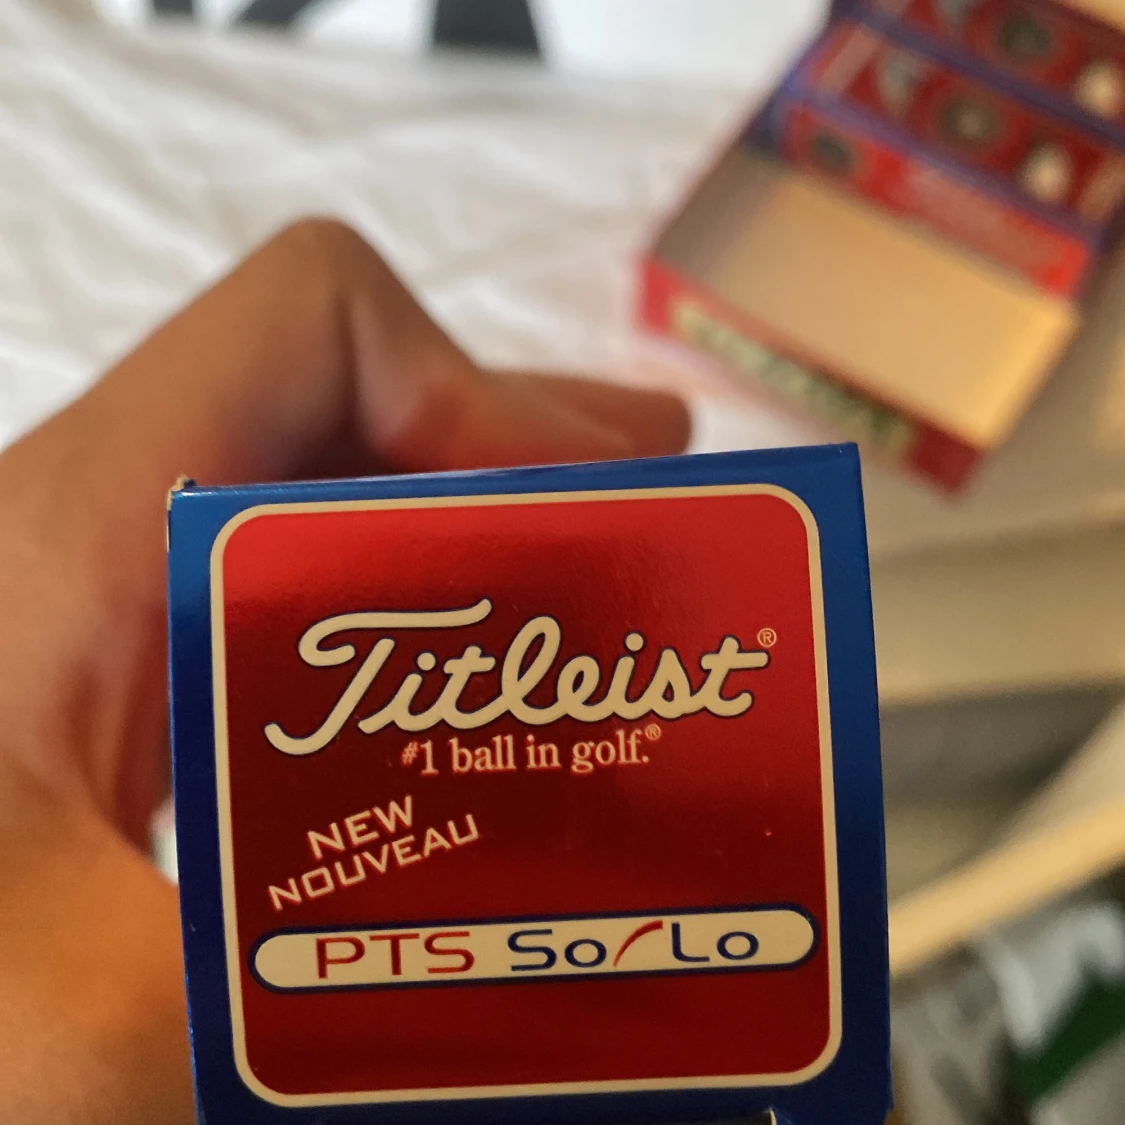 Titleist®
#1 ball in golf.®
NEW
NOUVEAU
PTS So/Lo